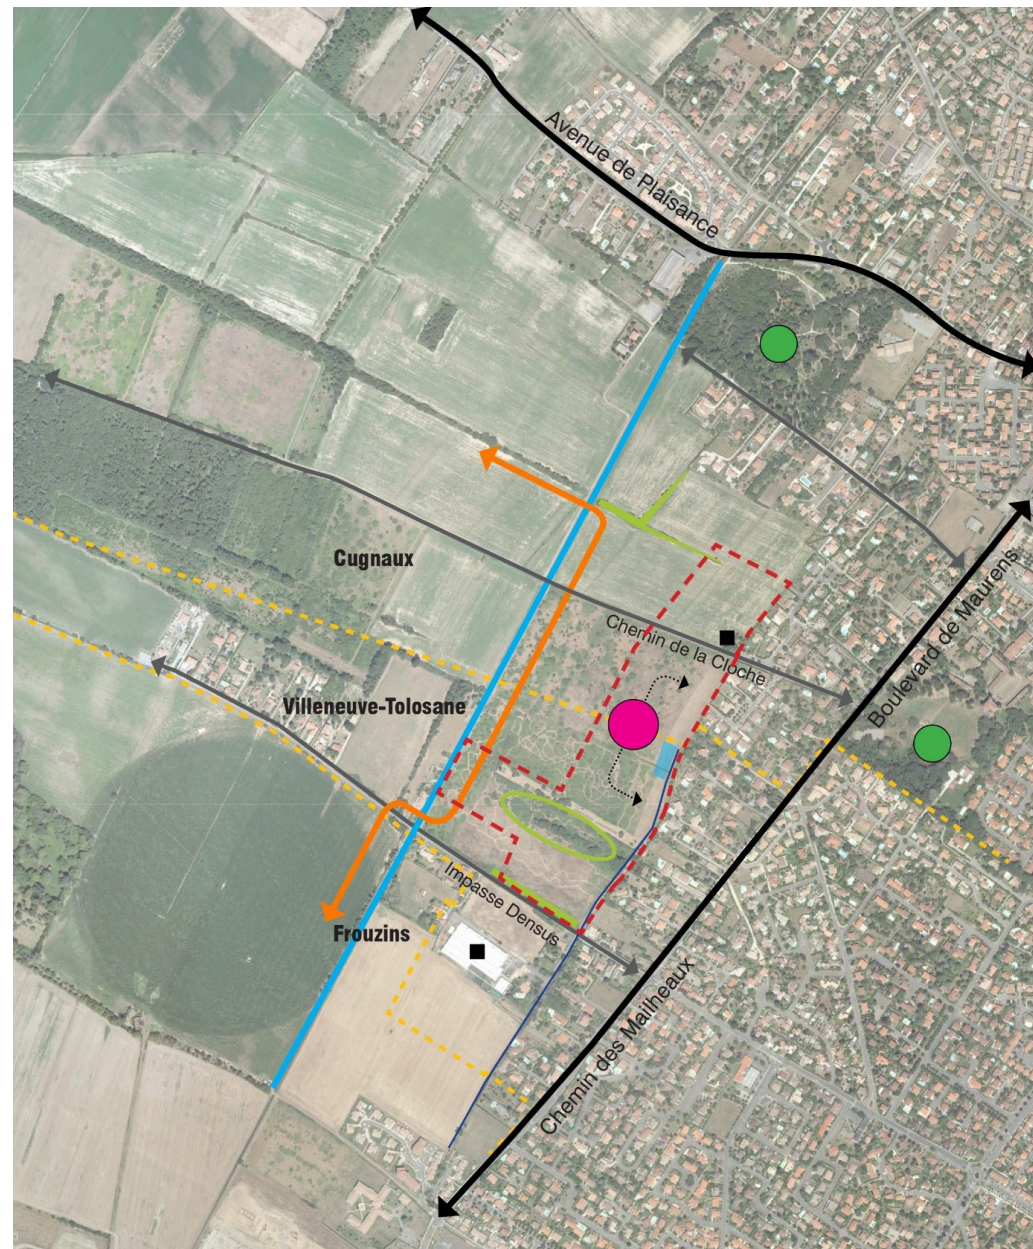 Avenue de Plaisance
Cugnaux
Chemin de la Cloche
Boulevard de Maurens
Villeneuve-Tolosane
Impasse Densus
Frouzins
Chemin des Mailheaux